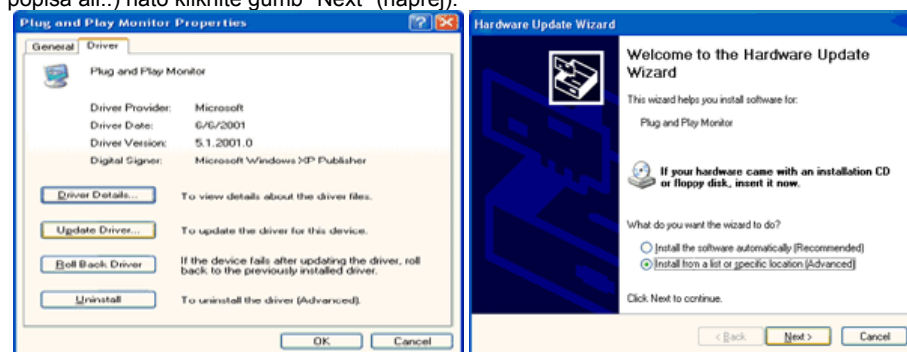 popisa ali..) nato kliknite gumb "Next" (naprej).
Plug and Play Monitor Properties
General Driver
Plug and Play Monitor
Driver Provider: Microsoft
Driver Date: 6/6/2001
Driver Version: 5.1.2001.0
Digital Signer: Microsoft Windows XP Publisher
Driver Details... To view details about the driver files.
Update Driver... To update the driver for this device.
Roll Back Driver If the device fails after updating the driver, roll
back to the previously installed driver.
Uninstall To uninstall the driver (Advanced).
OK Cancel
Hardware Update Wizard
Welcome to the Hardware Update
Wizard
This wizard helps you install software for:
Plug and Play Monitor
If your hardware came with an installation CD
or floppy disk, insert it now.
What do you want the wizard to do?
Install the software automatically (Recommended)
Install from a list or specific location (Advanced)
Click Next to continue.
< Back Next > Cancel